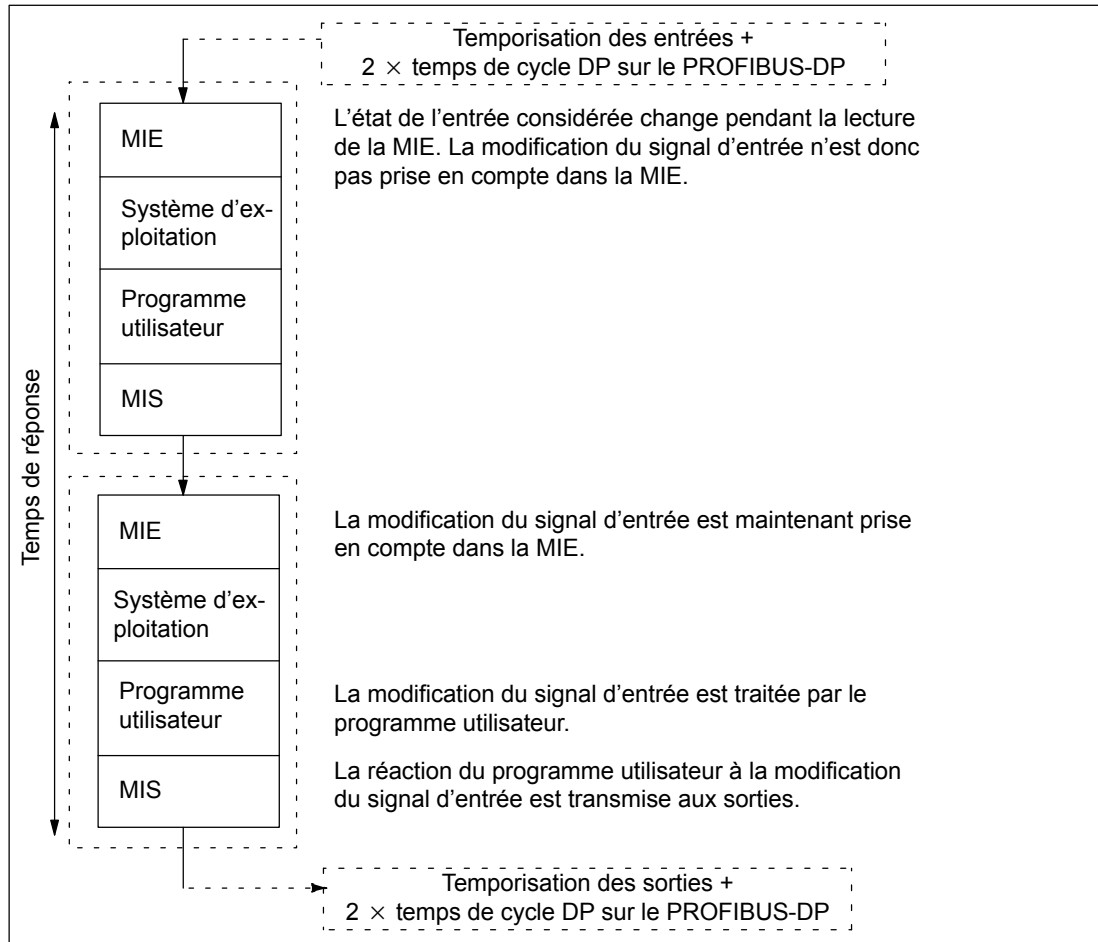 Temporisation des entrées +
2 × temps de cycle DP sur le PROFIBUS-DP
MIE
L’état de l’entrée considérée change pendant la lecture
de la MIE. La modification du signal d’entrée n’est donc
pas prise en compte dans la MIE.
Système d’ex-
ploitation
Programme
utilisateur
MIS
Temps de réponse
MIE
La modification du signal d’entrée est maintenant prise
en compte dans la MIE.
Système d’ex-
ploitation
Programme
utilisateur
La modification du signal d’entrée est traitée par le
programme utilisateur.
MIS
La réaction du programme utilisateur à la modification
du signal d’entrée est transmise aux sorties.
Temporisation des sorties +
2 × temps de cycle DP sur le PROFIBUS-DP